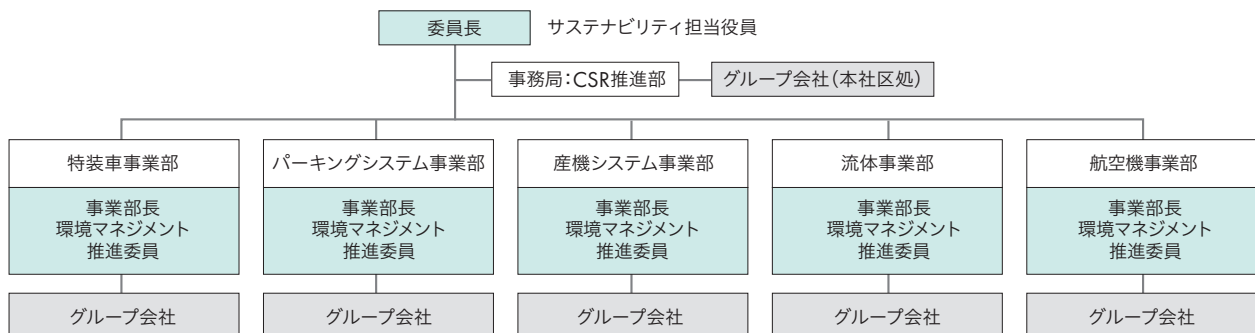 委員長
サステナビリティ担当役員
事務局：CSR推進部
グループ会社（本社区処）
特装車事業部
パーキングシステム事業部
産機システム事業部
流体事業部
航空機事業部
事業部長
環境マネジメント
推進委員
事業部長
環境マネジメント
推進委員
事業部長
環境マネジメント
推進委員
事業部長
環境マネジメント
推進委員
事業部長
環境マネジメント
推進委員
グループ会社
グループ会社
グループ会社
グループ会社
グループ会社